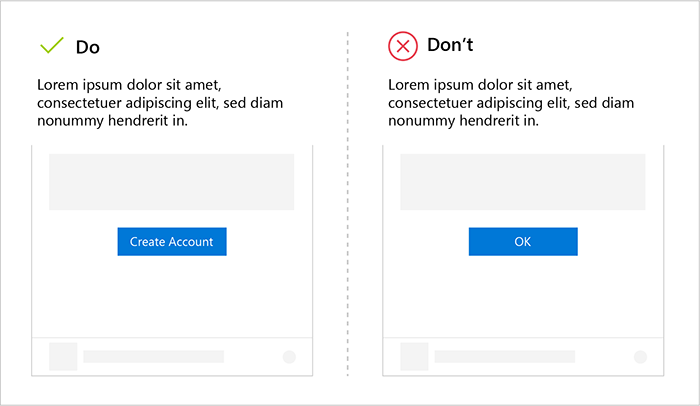 Do
Lorem ipsum dolor sit amet,
consectetuer adipiscing elit, sed diam
nonummy hendrerit in.
Create Account
Don't
Lorem ipsum dolor sit amet,
consectetuer adipiscing elit, sed diam
nonummy hendrerit in.
OK